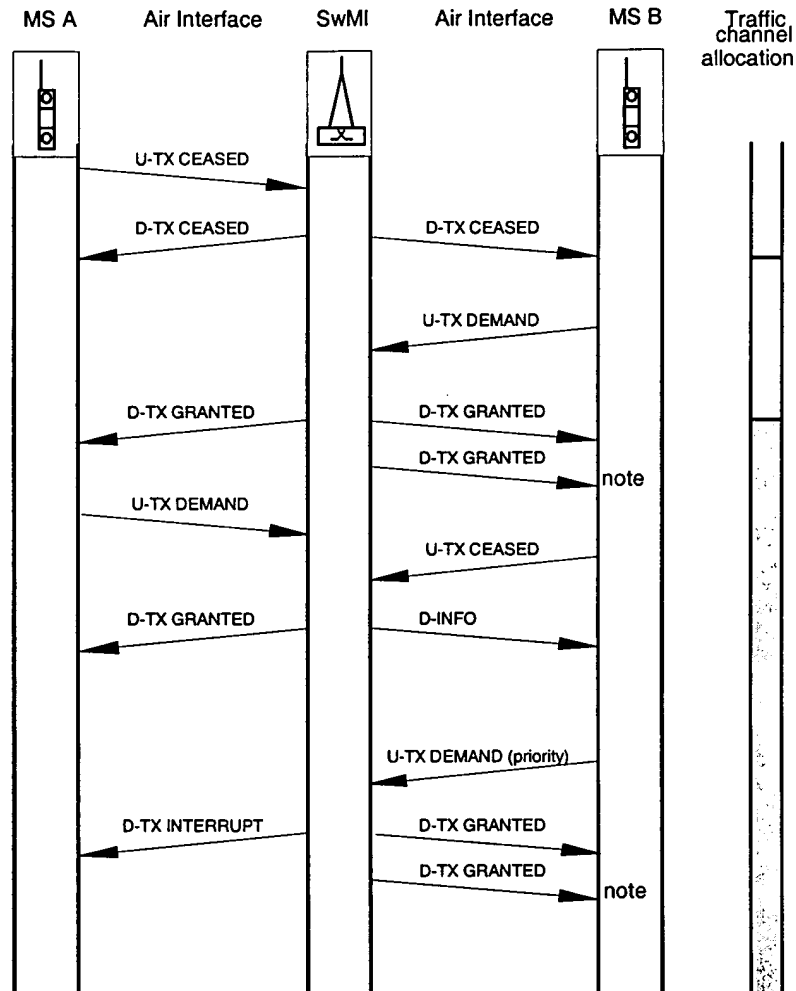 MS A Air Interface SwMI Air Interface MS B Traffic
channel
allocation
U-TX CEASED
D-TX CEASED D-TX CEASED
U-TX DEMAND
D-TX GRANTED D-TX GRANTED
D-TX GRANTED note
U-TX DEMAND
U-TX CEASED
D-TX GRANTED D-INFO
U-TX DEMAND (priority)
D-TX INTERRUPT D-TX GRANTED
D-TX GRANTED note